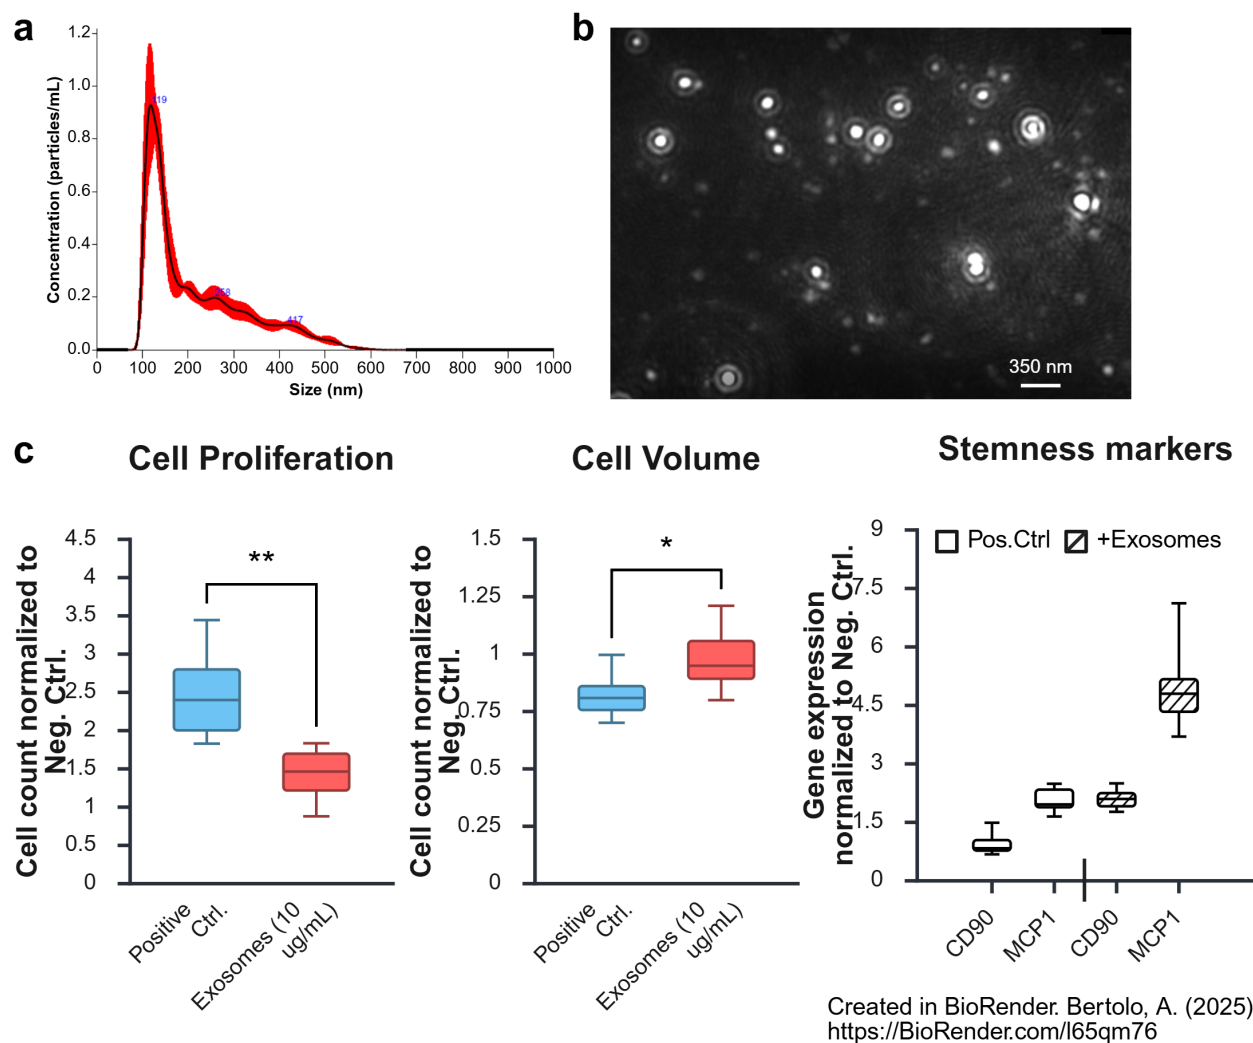 a
1.2
1.0
0.8
0.6
0.4
0.2
0.0
Concentration (particles/mL)
119
258
417
0 100 200 300 400 500 600 700 800 900 1000
Size (nm)
b
350 nm
c
Cell Proliferation
Cell count normalized to
Neg. Ctrl.
4.5
4
3.5
3
2.5
2
1.5
1
0.5
0
**
Positive
Ctrl.
Exosomes (10
ug/mL)
Cell Volume
Cell count normalized to
Neg. Ctrl.
1.5
1.25
1
0.75
0.5
0.25
0
*
Positive
Ctrl.
Exosomes (10
ug/mL)
Stemness markers
Gene expression
normalized to Neg. Ctrl.
9
7.5
6
4.5
3
1.5
0
Pos.Ctrl +Exosomes
CD90 MCP1 CD90 MCP1
Created in BioRender. Bertolo, A. (2025)
https://BioRender.com/l65qm76